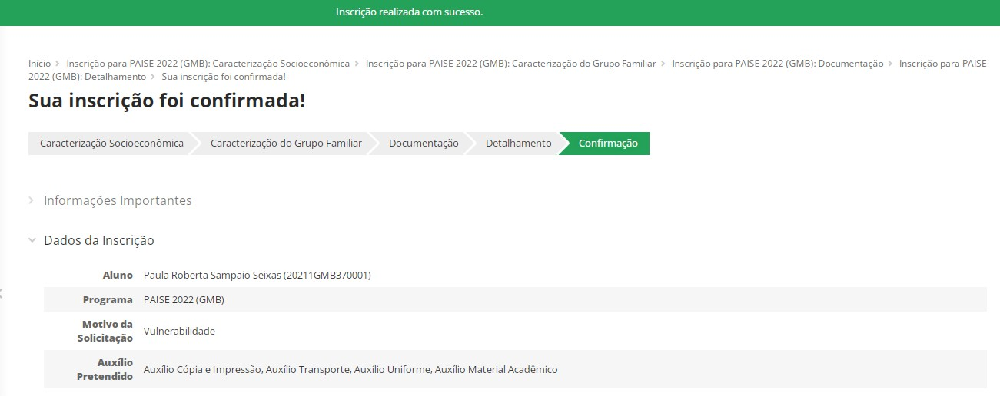 Inscrição realizada com sucesso.
Início > Inscrição para PAISE 2022 (GMB): Caracterização Socioeconômica > Inscrição para PAISE 2022 (GMB): Caracterização do Grupo Familiar > Inscrição para PAISE 2022 (GMB): Documentação > Inscrição para PAISE
2022 (GMB): Detalhamento > Sua inscrição foi confirmada!
Sua inscrição foi confirmada!
Caracterização Socioeconômica Caracterização do Grupo Familiar Documentação Detalhamento Confirmação
Informações Importantes
Dados da Inscrição
Aluno Paula Roberta Sampaio Seixas (20211GMB370001)
Programa PAISE 2022 (GMB)
Motivo da
Solicitação Vulnerabilidade
Auxílio
Pretendido Auxílio Cópia e Impressão, Auxílio Transporte, Auxílio Uniforme, Auxílio Material Acadêmico